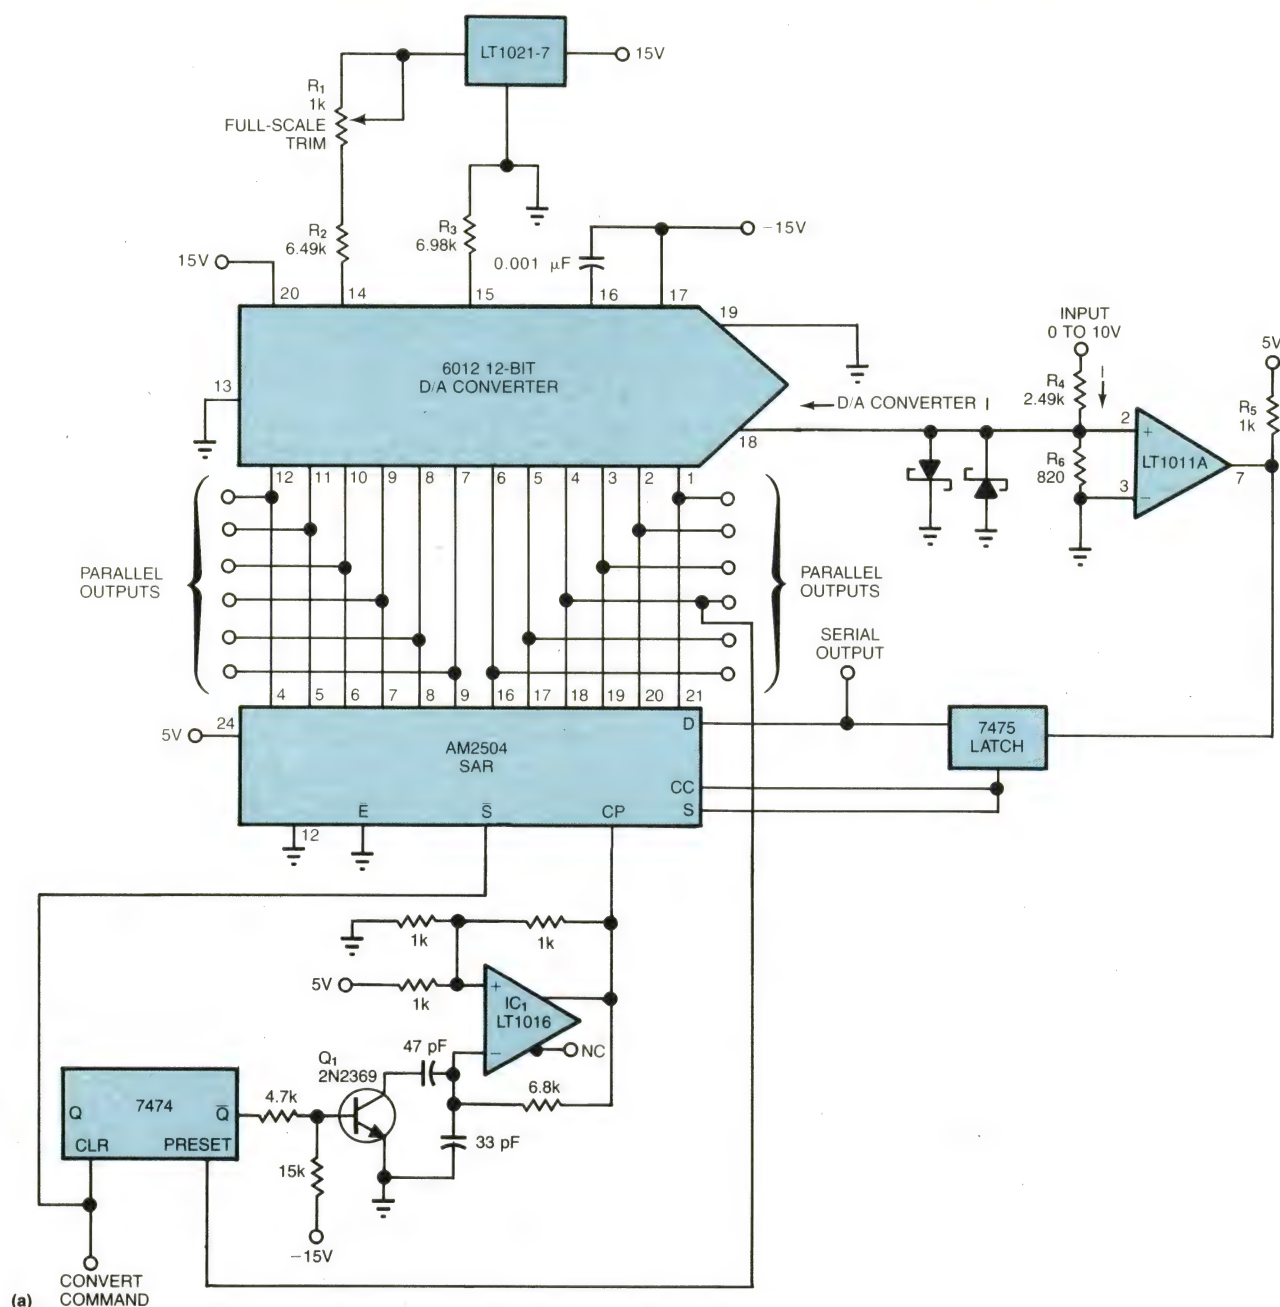 LT1021-7
15V
R1
1k
FULL-SCALE
TRIM
R2
6.49k
R3
6.98k
0.001 µF
−15V
15V
20
14
15
16
17
19
6012 12-BIT
D/A CONVERTER
13
D/A CONVERTER I
18
INPUT
0 TO 10V
R4
2.49k
I
5V
R5
1k
2
+
LT1011A
7
R6
820
3
−
12
11
10
9
8
7
6
5
4
3
2
1
PARALLEL
OUTPUTS
PARALLEL
OUTPUTS
SERIAL
OUTPUT
4
5
6
7
8
9
16
17
18
19
20
21
5V
24
AM2504
SAR
D
CC
S
7475
LATCH
12
E̅
S̅
CP
1k
1k
5V
1k
+
IC1
LT1016
−
NC
47 pF
Q1
2N2369
6.8k
33 pF
7474
Q
Q̅
CLR
PRESET
4.7k
15k
−15V
(a)
CONVERT
COMMAND